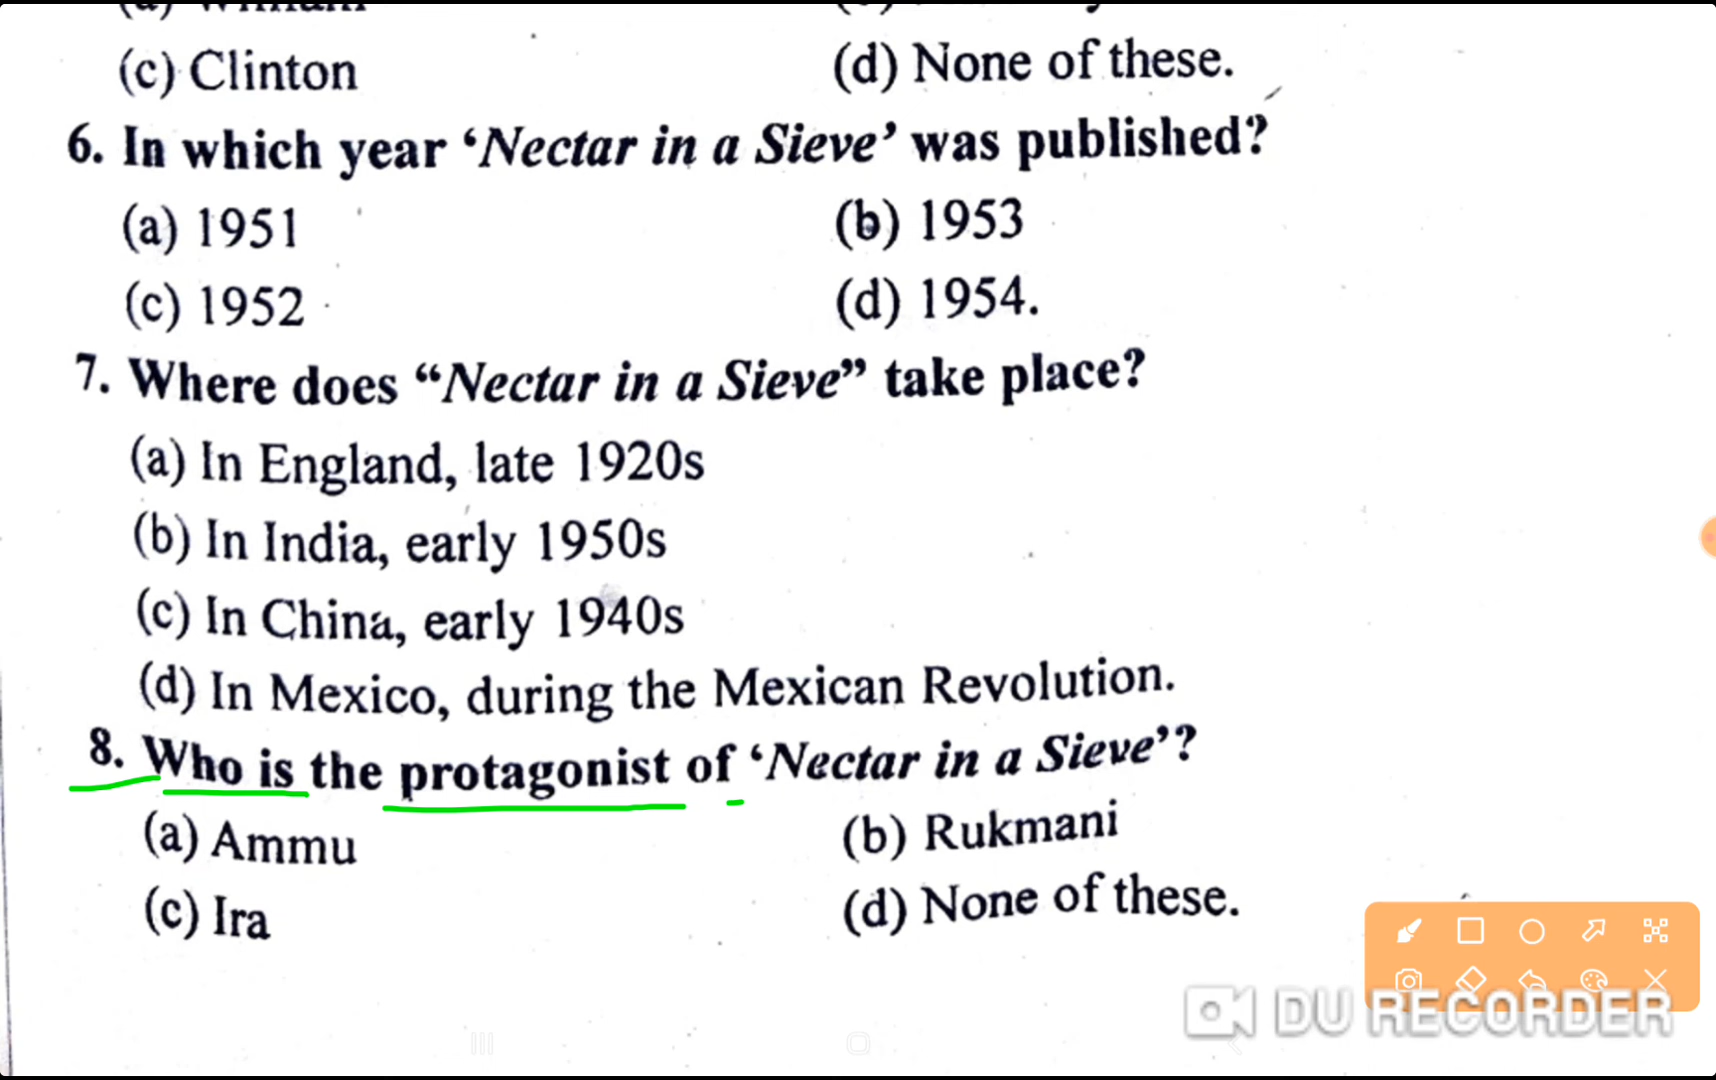 (c) Clinton (d) None of these.
6. In which year ‘Nectar in a Sieve’ was published?
(a) 1951 (b) 1953
(c) 1952 (d) 1954.
7. Where does “Nectar in a Sieve” take place?
(a) In England, late 1920s
(b) In India, early 1950s
(c) In China, early 1940s
(d) In Mexico, during the Mexican Revolution.
8. Who is the protagonist of ‘Nectar in a Sieve’?
(a) Ammu (b) Rukmani
(c) Ira (d) None of these.
DU RECORDER